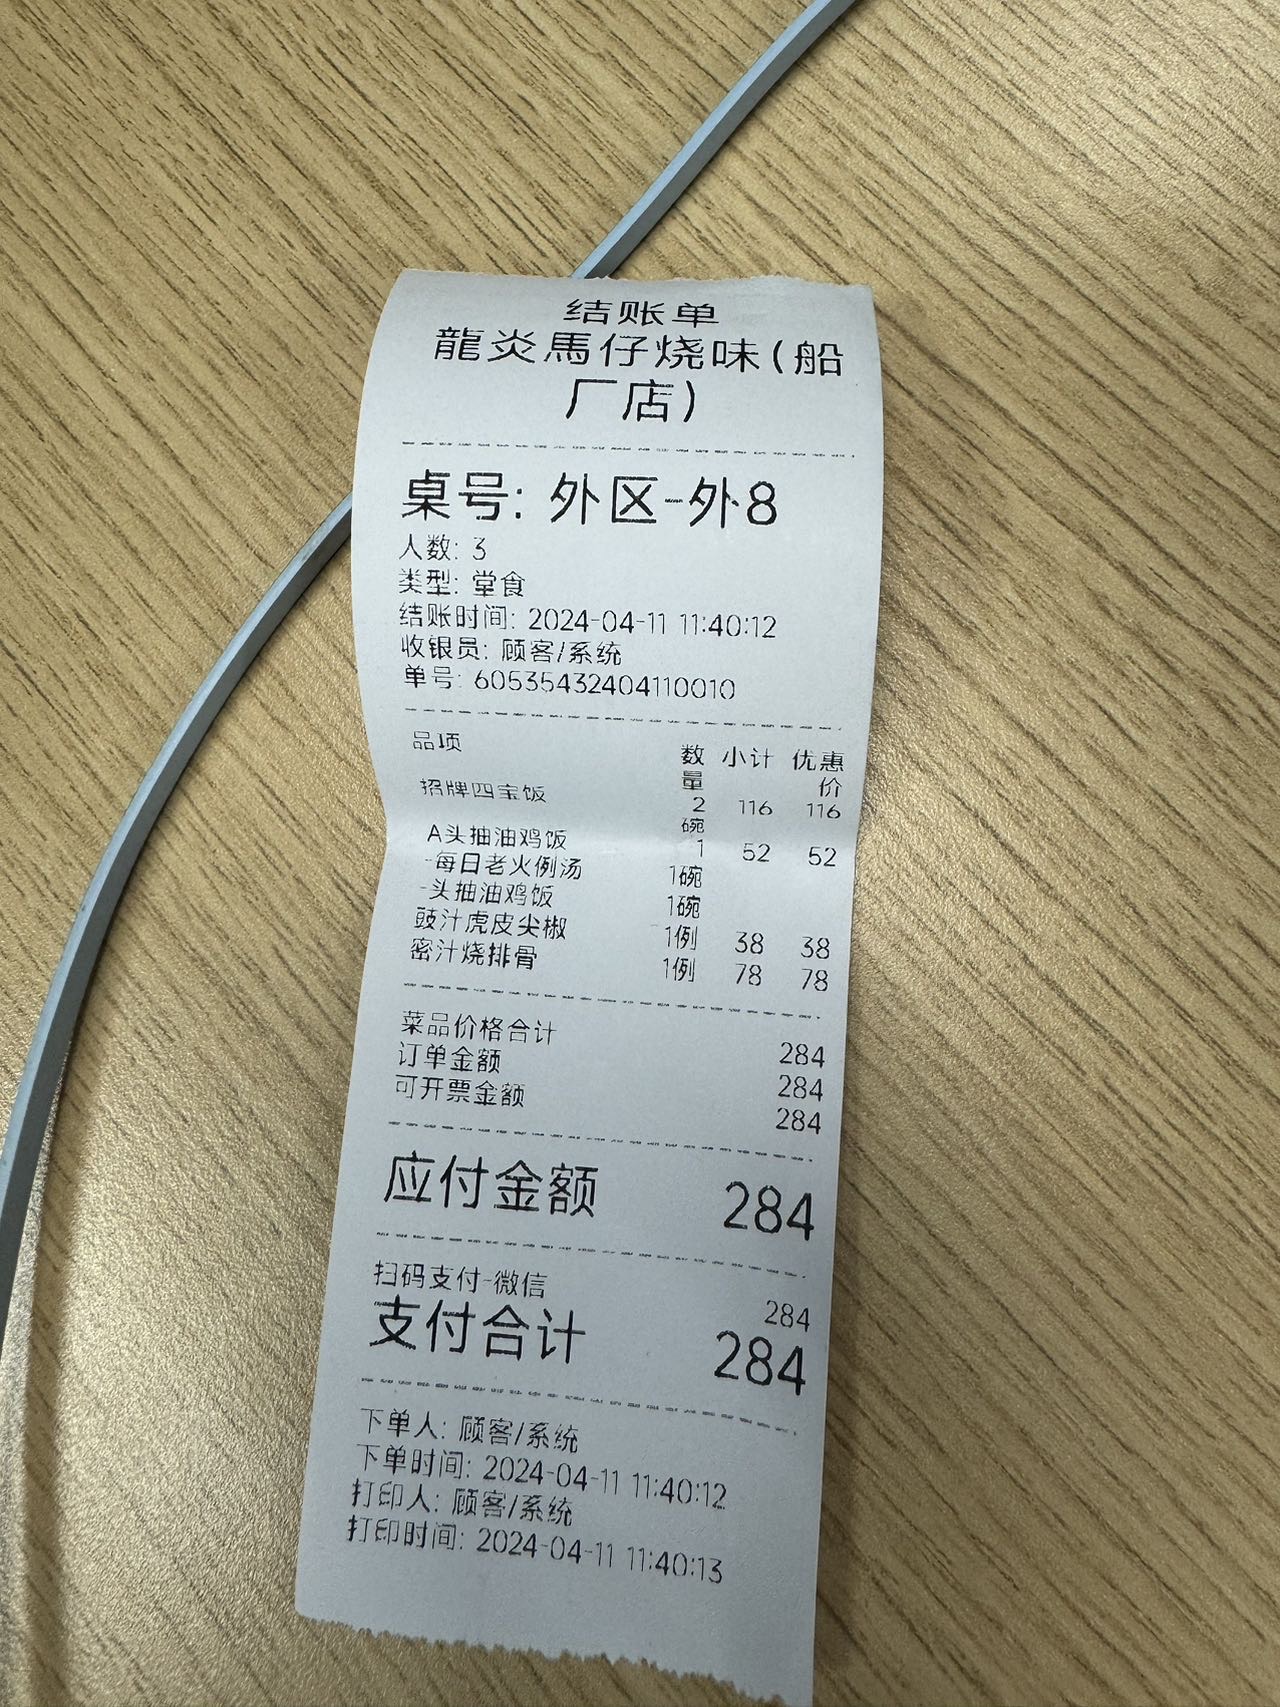 结账单
龍炎馬仔烧味(船
厂店)
桌号: 外区-外8
人数: 3
类型: 堂食
结账时间: 2024-04-11 11:40:12
收银员: 顾客/系统
单号: 60535432404110010
品项 数量 小计 优惠价
招牌四宝饭 2碗 116 116
A头抽油鸡饭 1 52 52
-每日老火例汤 1碗
-头抽油鸡饭 1碗
豉汁虎皮尖椒 1例 38 38
密汁烧排骨 1例 78 78
菜品价格合计 284
订单金额 284
可开票金额 284
应付金额 284
扫码支付-微信 284
支付合计 284
下单人: 顾客/系统
下单时间: 2024-04-11 11:40:12
打印人: 顾客/系统
打印时间: 2024-04-11 11:40:13